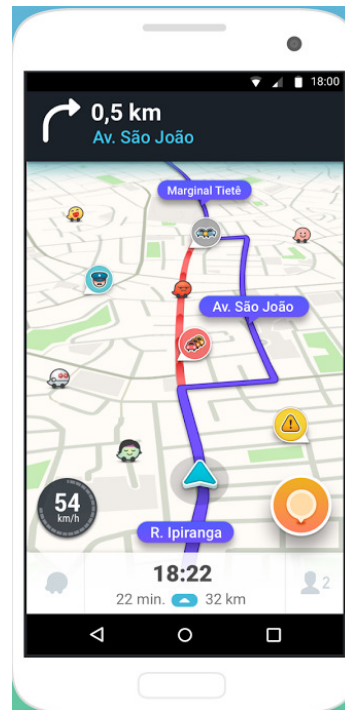 18:00
0,5 km
Av. São João
Marginal Tietê
Av. São João
54
km/h
R. Ipiranga
18:22
22 min. 32 km
2